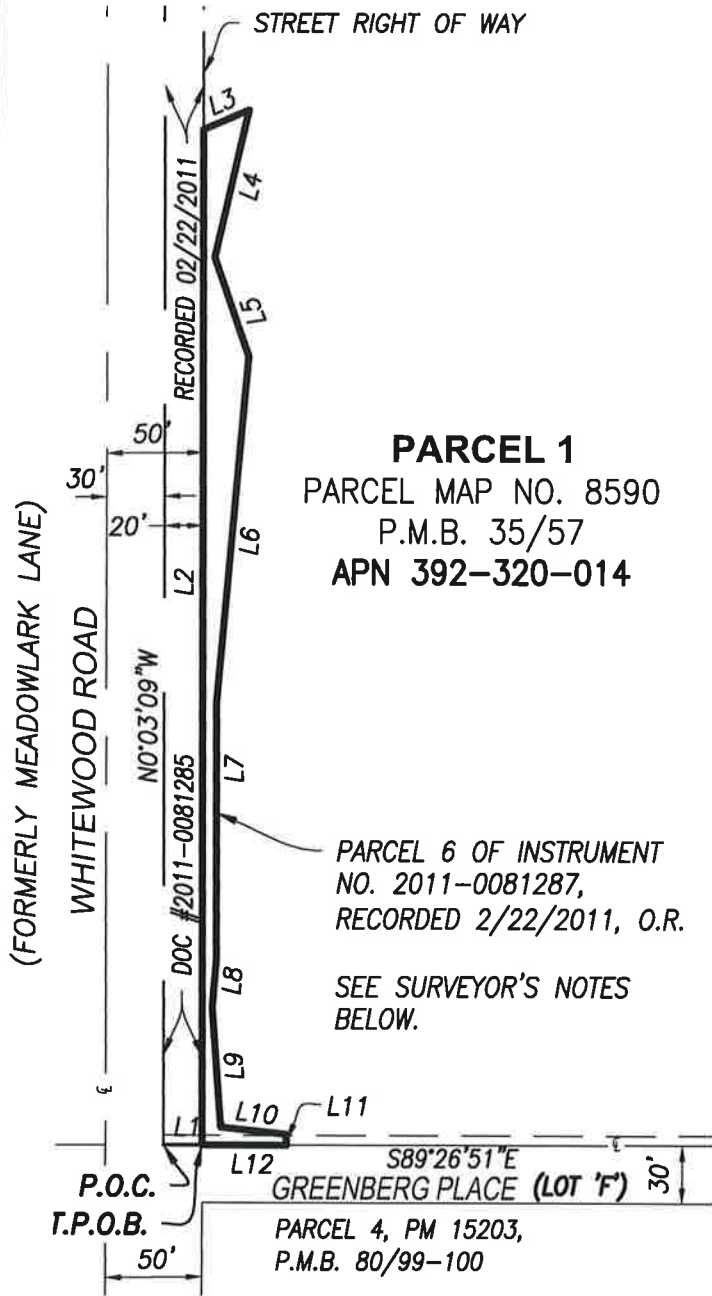 STREET RIGHT OF WAY
L3
L4
RECORDED 02/22/2011
L5
50'
30'
20'
PARCEL 1
PARCEL MAP NO. 8590
P.M.B. 35/57
APN 392-320-014
L6
L2
(FORMERLY MEADOWLARK LANE)
WHITEWOOD ROAD
N0°03'09"W
L7
DOC #2011-0081285
PARCEL 6 OF INSTRUMENT
NO. 2011-0081287,
RECORDED 2/22/2011, O.R.
SEE SURVEYOR'S NOTES
BELOW.
L8
L9
L10
L11
L1
L12
P.O.C.
T.P.O.B.
S89°26'51"E
GREENBERG PLACE (LOT 'F')
30'
50'
PARCEL 4, PM 15203,
P.M.B. 80/99-100